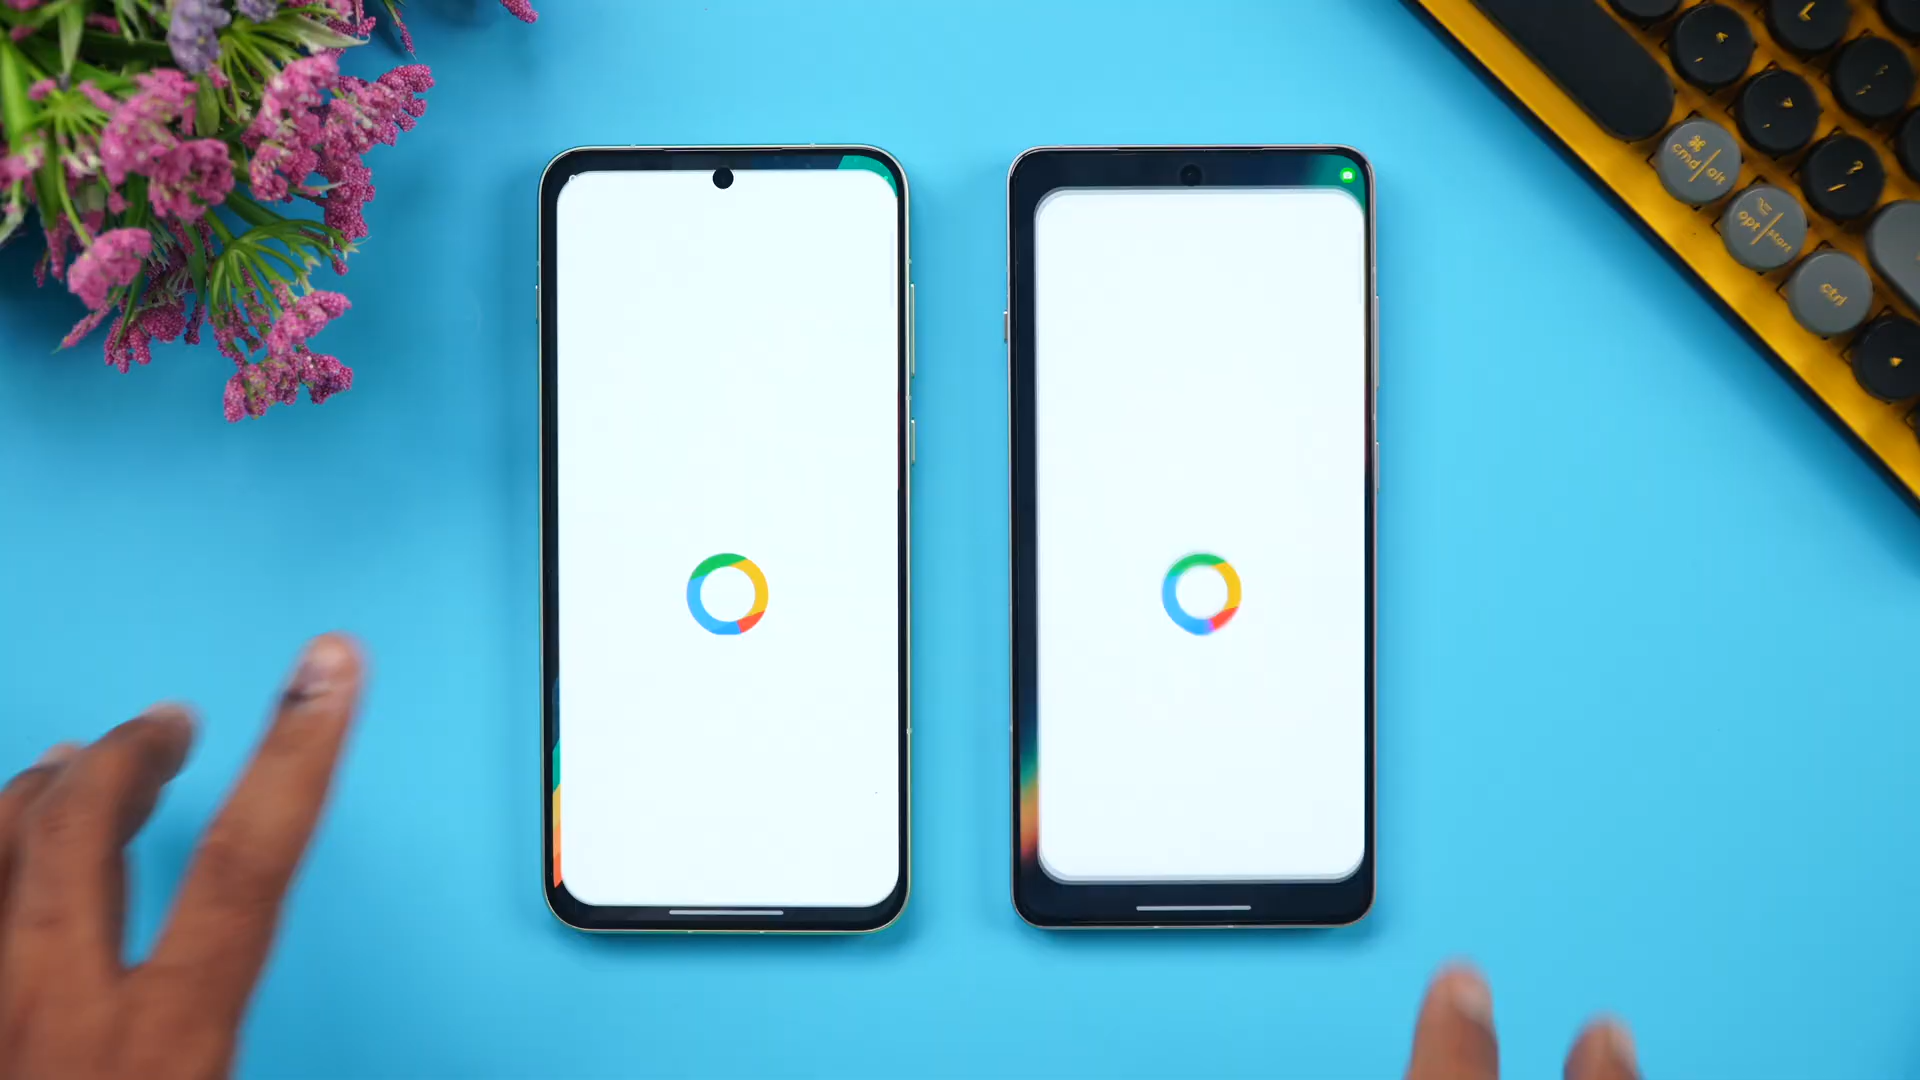 ⌘
cmd
alt
⌥
opt
start
ctrl
?
/